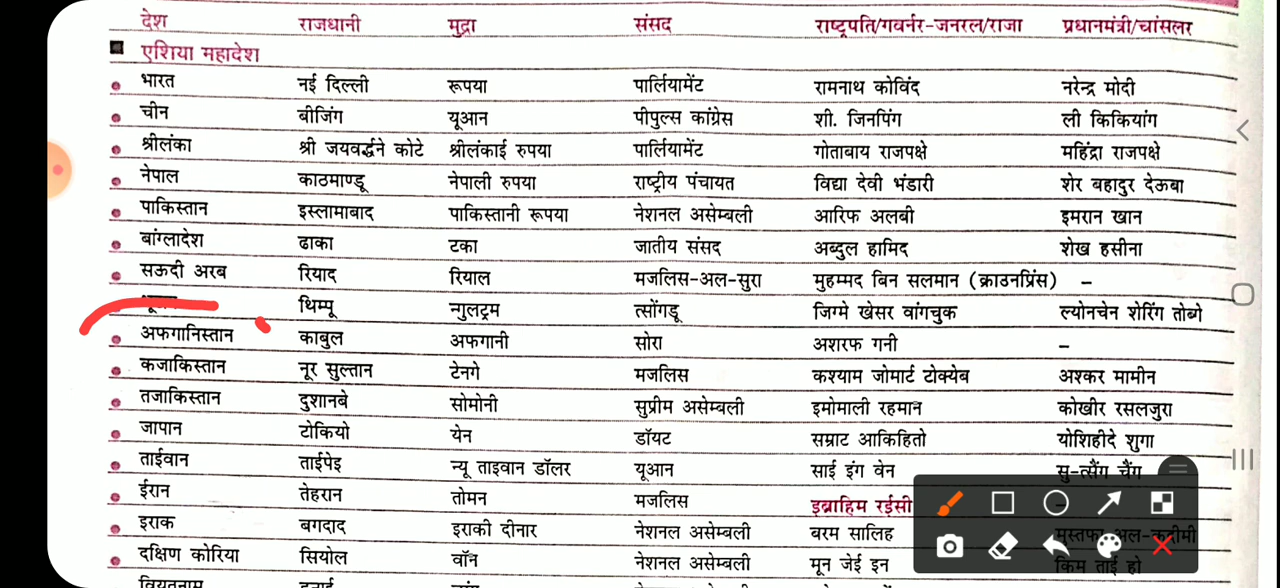 देश राजधानी मुद्रा संसद राष्ट्रपति/गवर्नर-जनरल/राजा प्रधानमंत्री/चांसलर
एशिया महादेश
भारत नई दिल्ली रूपया पार्लियामेंट रामनाथ कोविंद नरेन्द्र मोदी
चीन बीजिंग यूआन पीपुल्स कांग्रेस शी. जिनपिंग ली किकियांग
श्रीलंका श्री जयवर्द्धने कोटे श्रीलंकाई रुपया पार्लियामेंट गोताबाय राजपक्षे महिंद्रा राजपक्षे
नेपाल काठमाण्डू नेपाली रुपया राष्ट्रीय पंचायत विद्या देवी भंडारी शेर बहादुर देऊबा
पाकिस्तान इस्लामाबाद पाकिस्तानी रूपया नेशनल असेम्बली आरिफ अलबी इमरान खान
बांग्लादेश ढाका टका जातीय संसद अब्दुल हामिद शेख हसीना
सऊदी अरब रियाद रियाल मजलिस-अल-सुरा मुहम्मद बिन सलमान (क्राउनप्रिंस) –
थिम्पू न्गुलट्रम त्सोंगडू जिग्मे खेसर वांगचुक ल्योनचेन शेरिंग तोब्गे
अफगानिस्तान काबुल अफगानी सोरा अशरफ गनी –
कजाकिस्तान नूर सुल्तान टेनगे मजलिस कश्याम जोमार्ट टोक्येब अश्कर मामीन
तजाकिस्तान दुशानबे सोमोनी सुप्रीम असेम्बली इमोमाली रहमान कोखीर रसलजुरा
जापान टोकियो येन डॉयट सम्राट आकिहितो योशिहीदे शुगा
ताईवान ताईपेइ न्यू ताइवान डॉलर यूआन साई इंग वेन सु-त्सैंग चैंग
ईरान तेहरान तोमन मजलिस इब्राहिम रईसी
इराक बगदाद इराकी दीनार नेशनल असेम्बली बरम सालिह
दक्षिण कोरिया सियोल वॉन नेशनल असेम्बली मून जेई इन किम ताई हो